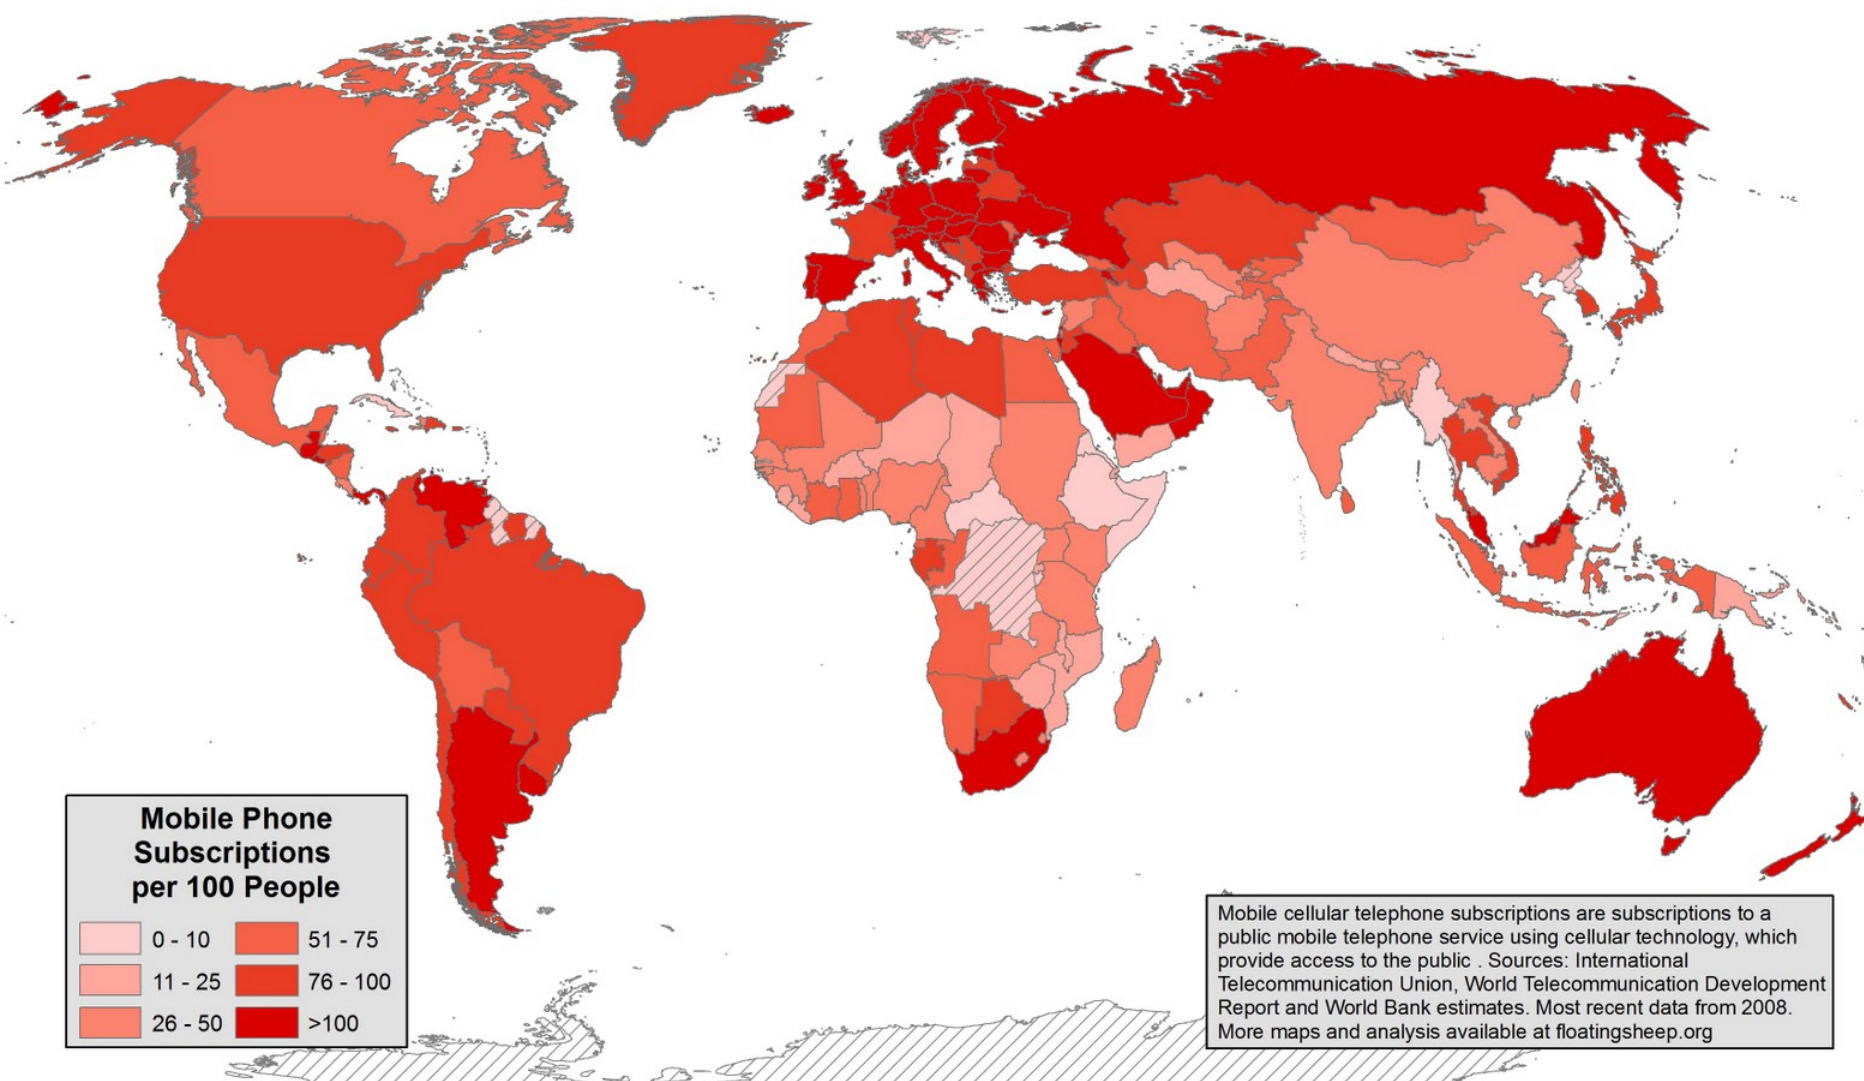 Mobile Phone
Subscriptions
per 100 People
0 - 10
51 - 75
11 - 25
76 - 100
26 - 50
>100
Mobile cellular telephone subscriptions are subscriptions to a
public mobile telephone service using cellular technology, which
provide access to the public . Sources: International
Telecommunication Union, World Telecommunication Development
Report and World Bank estimates. Most recent data from 2008.
More maps and analysis available at floatingsheep.org